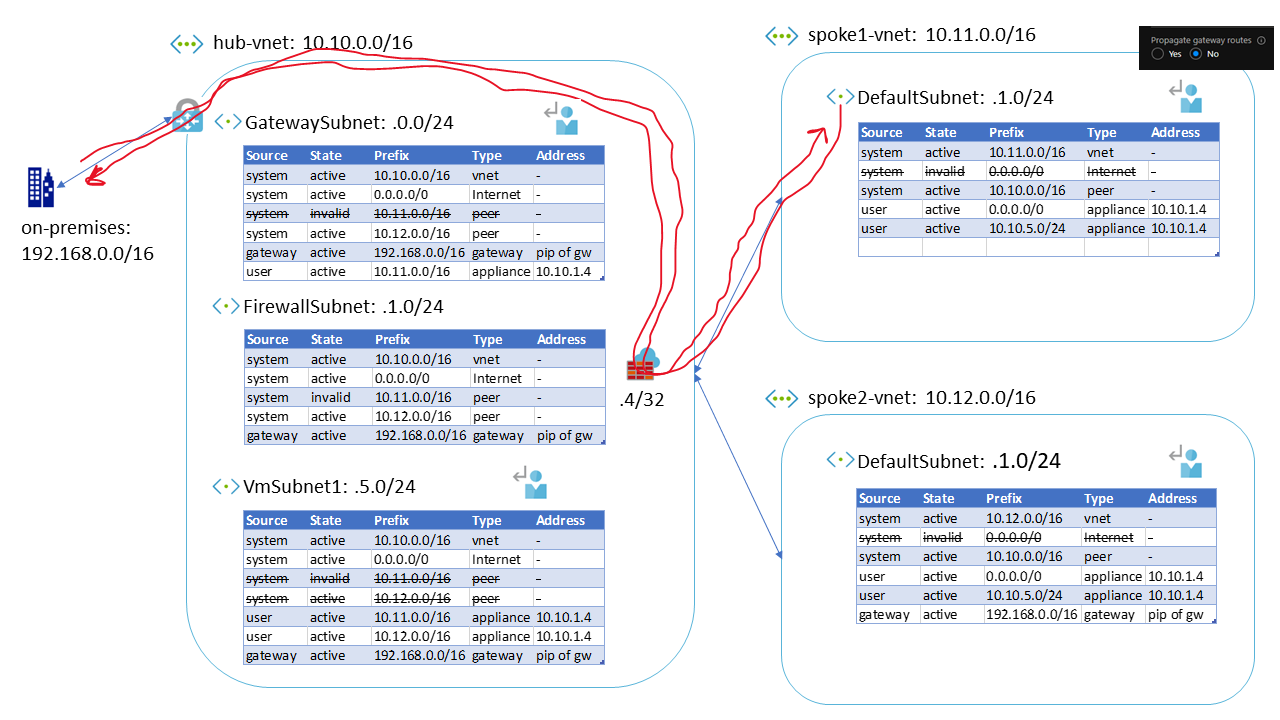 hub-vnet: 10.10.0.0/16
spoke1-vnet: 10.11.0.0/16
Propagate gateway routes
Yes No
GatewaySubnet: .0.0/24
Source State Prefix Type Address
system active 10.10.0.0/16 vnet -
system active 0.0.0.0/0 Internet -
system invalid 10.11.0.0/16 peer -
system active 10.12.0.0/16 peer -
gateway active 192.168.0.0/16 gateway pip of gw
user active 10.11.0.0/16 appliance 10.10.1.4
on-premises:
192.168.0.0/16
FirewallSubnet: .1.0/24
Source State Prefix Type Address
system active 10.10.0.0/16 vnet -
system active 0.0.0.0/0 Internet -
system invalid 10.11.0.0/16 peer -
system active 10.12.0.0/16 peer -
gateway active 192.168.0.0/16 gateway pip of gw
.4/32
VmSubnet1: .5.0/24
Source State Prefix Type Address
system active 10.10.0.0/16 vnet -
system active 0.0.0.0/0 Internet -
system invalid 10.11.0.0/16 peer -
system active 10.12.0.0/16 peer -
user active 10.11.0.0/16 appliance 10.10.1.4
user active 10.12.0.0/16 appliance 10.10.1.4
gateway active 192.168.0.0/16 gateway pip of gw
DefaultSubnet: .1.0/24
Source State Prefix Type Address
system active 10.11.0.0/16 vnet -
system invalid 0.0.0.0/0 Internet -
system active 10.10.0.0/16 peer -
user active 0.0.0.0/0 appliance 10.10.1.4
user active 10.10.5.0/24 appliance 10.10.1.4
spoke2-vnet: 10.12.0.0/16
DefaultSubnet: .1.0/24
Source State Prefix Type Address
system active 10.12.0.0/16 vnet -
system invalid 0.0.0.0/0 Internet -
system active 10.10.0.0/16 peer -
user active 0.0.0.0/0 appliance 10.10.1.4
user active 10.10.5.0/24 appliance 10.10.1.4
gateway active 192.168.0.0/16 gateway pip of gw